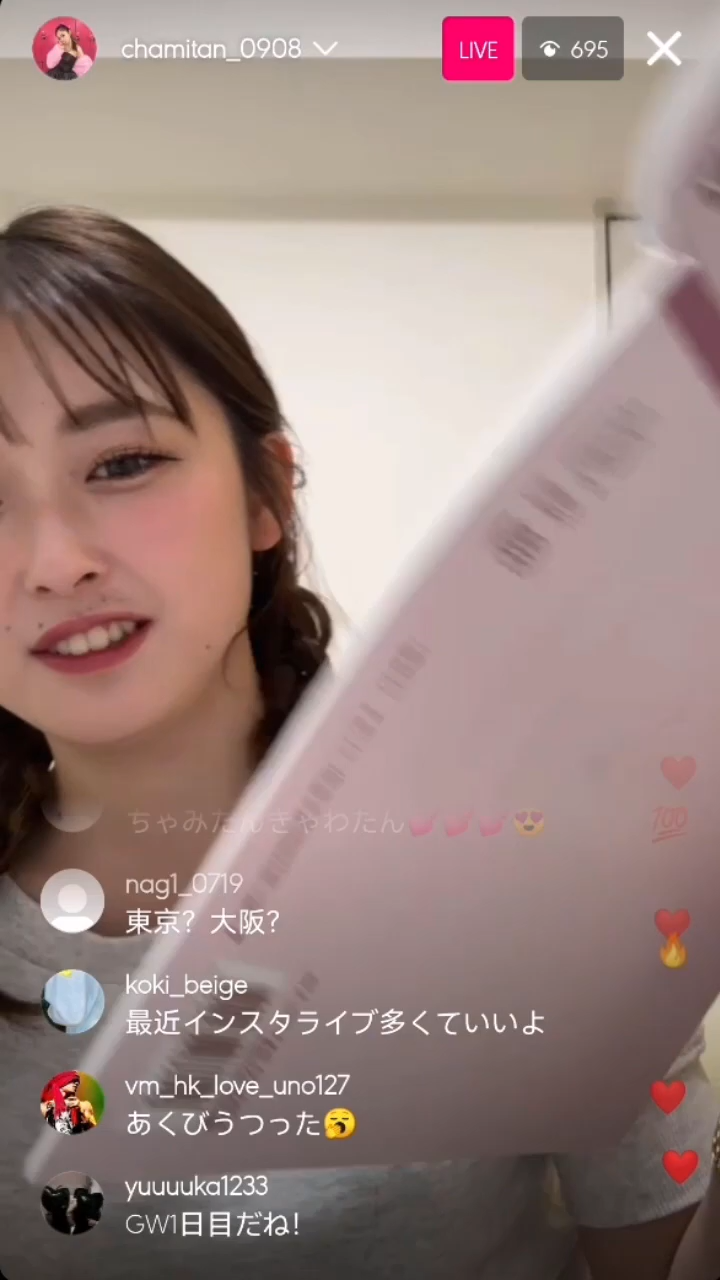 chamitan_0908
LIVE
695
ちゃみたんきゃわたん💕💕💕😍
nag1_0719
東京？大阪？
koki_beige
最近インスタライブ多くていいよ
vm_hk_love_uno127
あくびうつった🥱
yuuuuka1233
GW1日目だね！